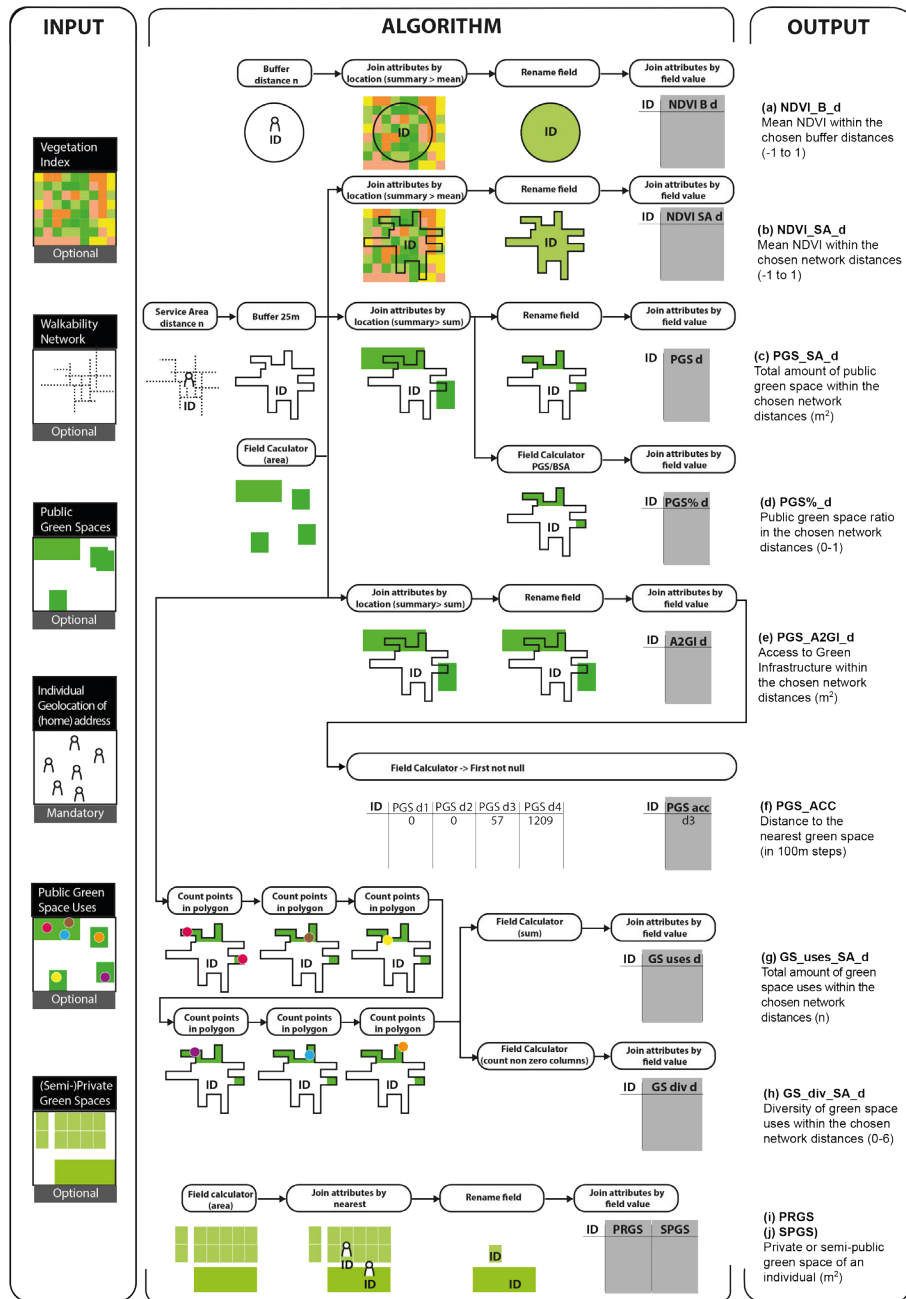 INPUT
ALGORITHM
OUTPUT
Vegetation
Index
Optional
Walkability
Network
Optional
Public
Green Spaces
Optional
Individual
Geolocation of
(home) address
Mandatory
Public Green
Space Uses
Optional
(Semi-)Private
Green Spaces
Optional
Buffer
distance n
Join attributes by
location (summary > mean)
Rename field
Join attributes by
field value
ID
ID
ID
ID NDVI B d
(a) NDVI_B_d
Mean NDVI within the
chosen buffer distances
(-1 to 1)
Join attributes by
location (summary > mean)
Rename field
Join attributes by
field value
ID
ID
ID NDVI SA d
(b) NDVI_SA_d
Mean NDVI within the
chosen network distances
(-1 to 1)
Service Area
distance n
Buffer 25m
Join attributes by
location (summary> sum)
Rename field
Join attributes by
field value
ID
ID
ID
ID
ID PGS d
(c) PGS_SA_d
Total amount of public
green space within the
chosen network
distances (m²)
Field Caculator
(area)
Field Calculator
PGS/BSA
Join attributes by
field value
ID
ID PGS% d
(d) PGS%_d
Public green space ratio
in the chosen network
distances (0-1)
Join attributes by
location (summary> sum)
Rename field
Join attributes by
field value
ID
ID
ID A2GI d
(e) PGS_A2GI_d
Access to Green
Infrastructure within
the chosen network
distances (m²)
Field Calculator -> First not null
ID PGS d1 PGS d2 PGS d3 PGS d4
0 0 57 1209
ID PGS acc
d3
(f) PGS_ACC
Distance to the
nearest green space
(in 100m steps)
Count points
in polygon
Count points
in polygon
Count points
in polygon
ID
ID
ID
Field Calculator
(sum)
Join attributes by
field value
ID GS uses d
(g) GS_uses_SA_d
Total amount of green
space uses within the
chosen network
distances (n)
Count points
in polygon
Count points
in polygon
Count points
in polygon
ID
ID
ID
Field Calculator
(count non zero columns)
Join attributes by
field value
ID GS div d
(h) GS_div_SA_d
Diversity of green space
uses within the chosen
network distances (0-6)
Field calculator
(area)
Join attributes by
nearest
Rename field
Join attributes by
field value
ID
ID
ID
ID
ID PRGS SPGS
(i) PRGS
(j) SPGS)
Private or semi-public
green space of an
individual (m²)